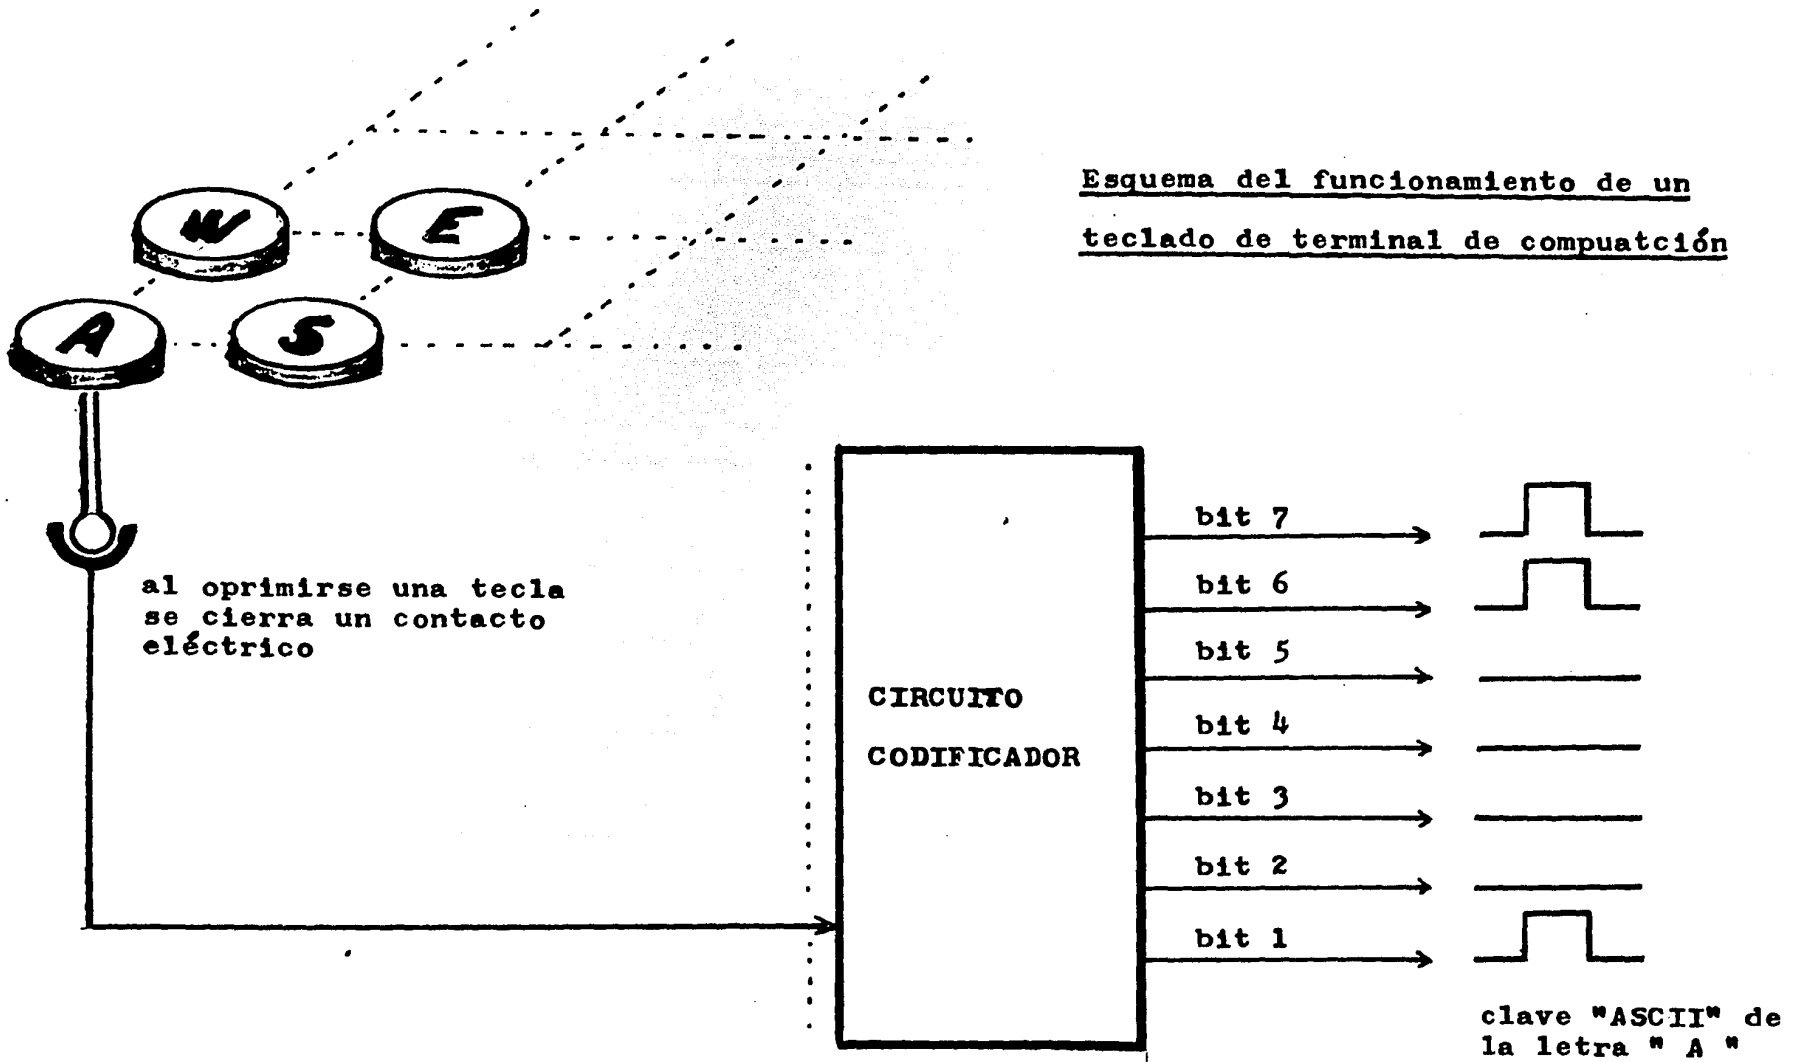 Esquema del funcionamiento de un
teclado de terminal de compuatción
W E
A S
al oprimirse una tecla
se cierra un contacto
eléctrico
CIRCUITO
CODIFICADOR
bit 7
bit 6
bit 5
bit 4
bit 3
bit 2
bit 1
clave "ASCII" de
la letra " A "